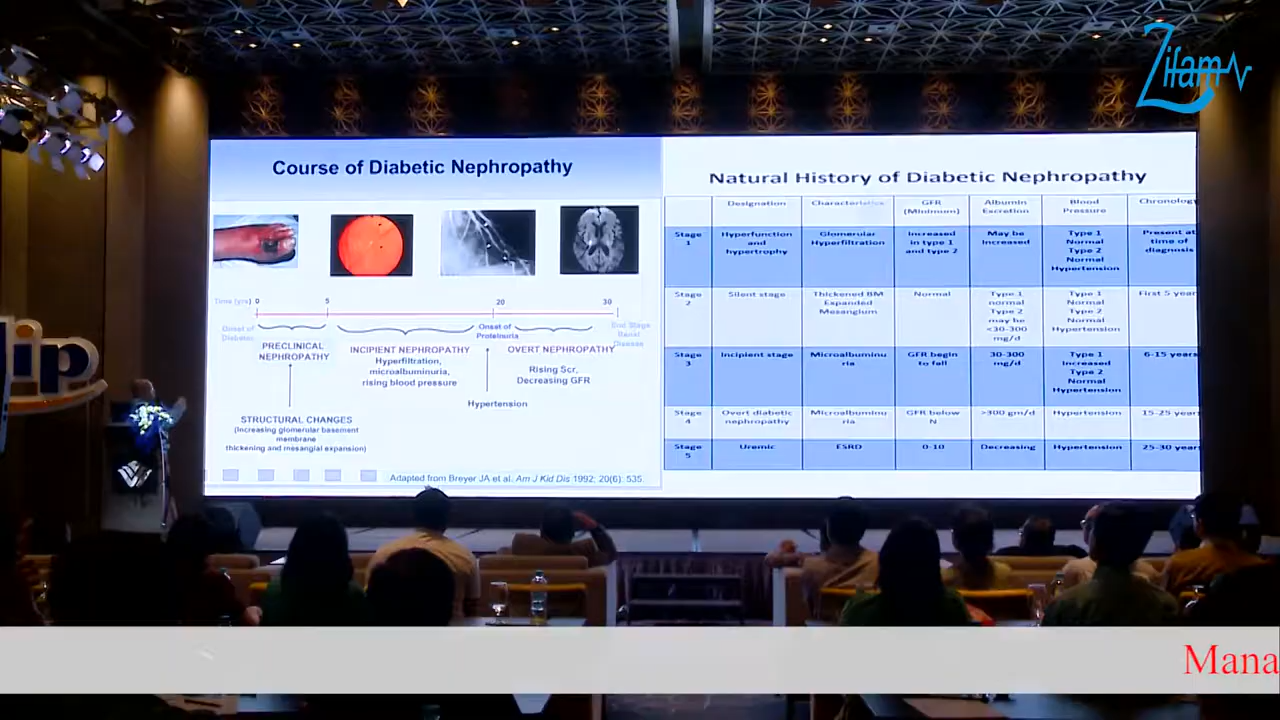 Zifam
Course of Diabetic Nephropathy
Time (yrs) 0 5 20 30
Onset of
Diabetes
PRECLINICAL
NEPHROPATHY
INCIPIENT NEPHROPATHY
Hyperfiltration,
microalbuminuria,
rising blood pressure
Onset of
Proteinuria
OVERT NEPHROPATHY
Rising Scr,
Decreasing GFR
End Stage
Renal
Disease
Hypertension
STRUCTURAL CHANGES
(Increasing glomerular basement
membrane
thickening and mesangial expansion)
Adapted from Breyer JA et al. Am J Kid Dis 1992; 20(6): 535.
Natural History of Diabetic Nephropathy
Designation
Characteristics
GFR
(Minimum)
Albumin
Excretion
Blood
Pressure
Chronology
Stage
1
Hyperfunction
and
hypertrophy
Glomerular
Hyperfiltration
Increased
in type 1
and type 2
May be
Increased
Type 1
Normal
Type 2
Normal
Hypertension
Present at
time of
diagnosis
Stage
2
Silent stage
Thickened BM
Expanded
Mesangium
Normal
Type 1
normal
Type 2
may be
<30-300
mg/d
Type 1
Normal
Type 2
Normal
Hypertension
First 5 year
Stage
3
Incipient stage
Microalbuminu
ria
GFR begin
to fall
30-300
mg/d
Type 1
Increased
Type 2
Normal
Hypertension
6-15 years
Stage
4
Overt diabetic
nephropathy
Microalbuminu
ria
GFR below
N
>300 gm/d
Hypertension
15-25 year
Stage
5
Uremic
ESRD
0-10
Decreasing
Hypertension
25-30 years
ip
Mana